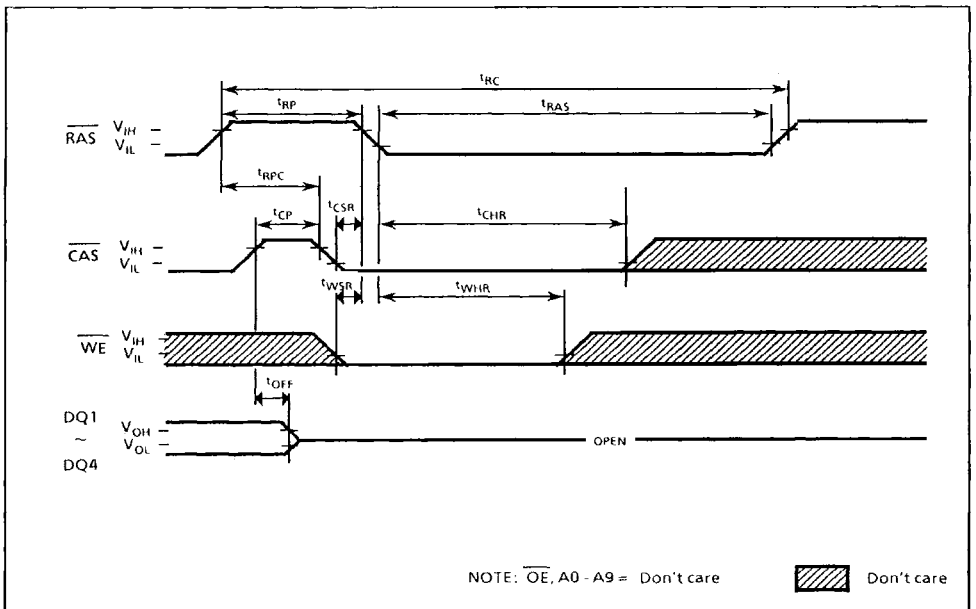 tRC
tRP
tRAS
RAS VIH
VIL
tRPC
tCP
tCSR
tCHR
CAS VIH
VIL
tWSR
tWHR
WE VIH
VIL
tOFF
DQ1
~
DQ4
VOH
VOL
OPEN
NOTE: OE, A0 - A9 = Don't care
Don't care